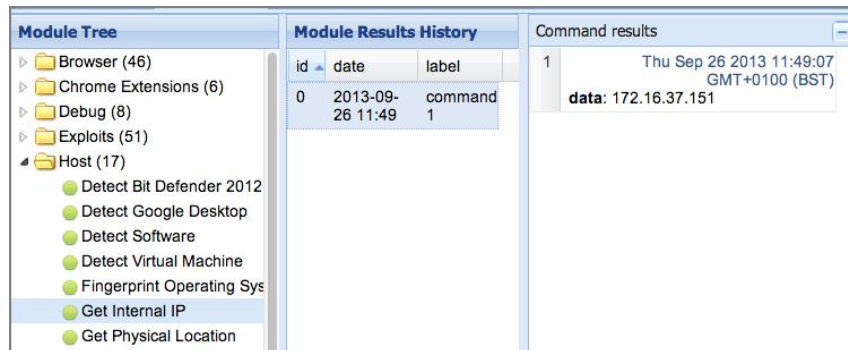 Module Tree
Browser (46)
Chrome Extensions (6)
Debug (8)
Exploits (51)
Host (17)
Detect Bit Defender 2012
Detect Google Desktop
Detect Software
Detect Virtual Machine
Fingerprint Operating Sys
Get Internal IP
Get Physical Location
Module Results History
id date label
0 2013-09- command
26 11:49 1
Command results
1 Thu Sep 26 2013 11:49:07
GMT+0100 (BST)
data: 172.16.37.151